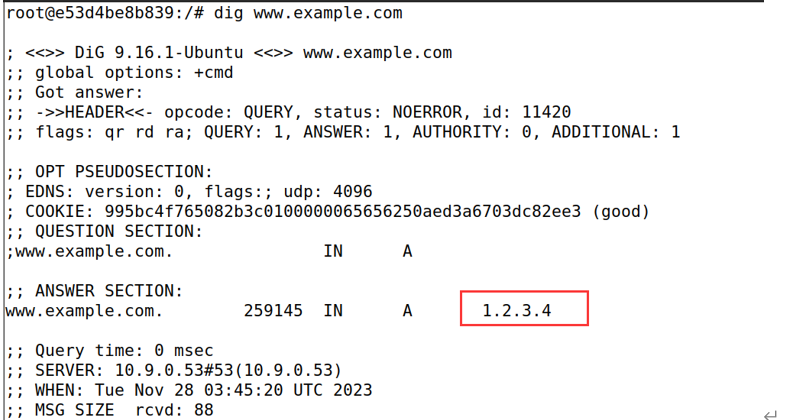 root@e53d4be8b839:/# dig www.example.com
; <<>> DiG 9.16.1-Ubuntu <<>> www.example.com
;; global options: +cmd
;; Got answer:
;; ->>HEADER<<- opcode: QUERY, status: NOERROR, id: 11420
;; flags: qr rd ra; QUERY: 1, ANSWER: 1, AUTHORITY: 0, ADDITIONAL: 1
;; OPT PSEUDOSECTION:
; EDNS: version: 0, flags:; udp: 4096
; COOKIE: 995bc4f765082b3c0100000065656250aed3a6703dc82ee3 (good)
;; QUESTION SECTION:
;www.example.com. IN A
;; ANSWER SECTION:
www.example.com. 259145 IN A 1.2.3.4
;; Query time: 0 msec
;; SERVER: 10.9.0.53#53(10.9.0.53)
;; WHEN: Tue Nov 28 03:45:20 UTC 2023
;; MSG SIZE rcvd: 88